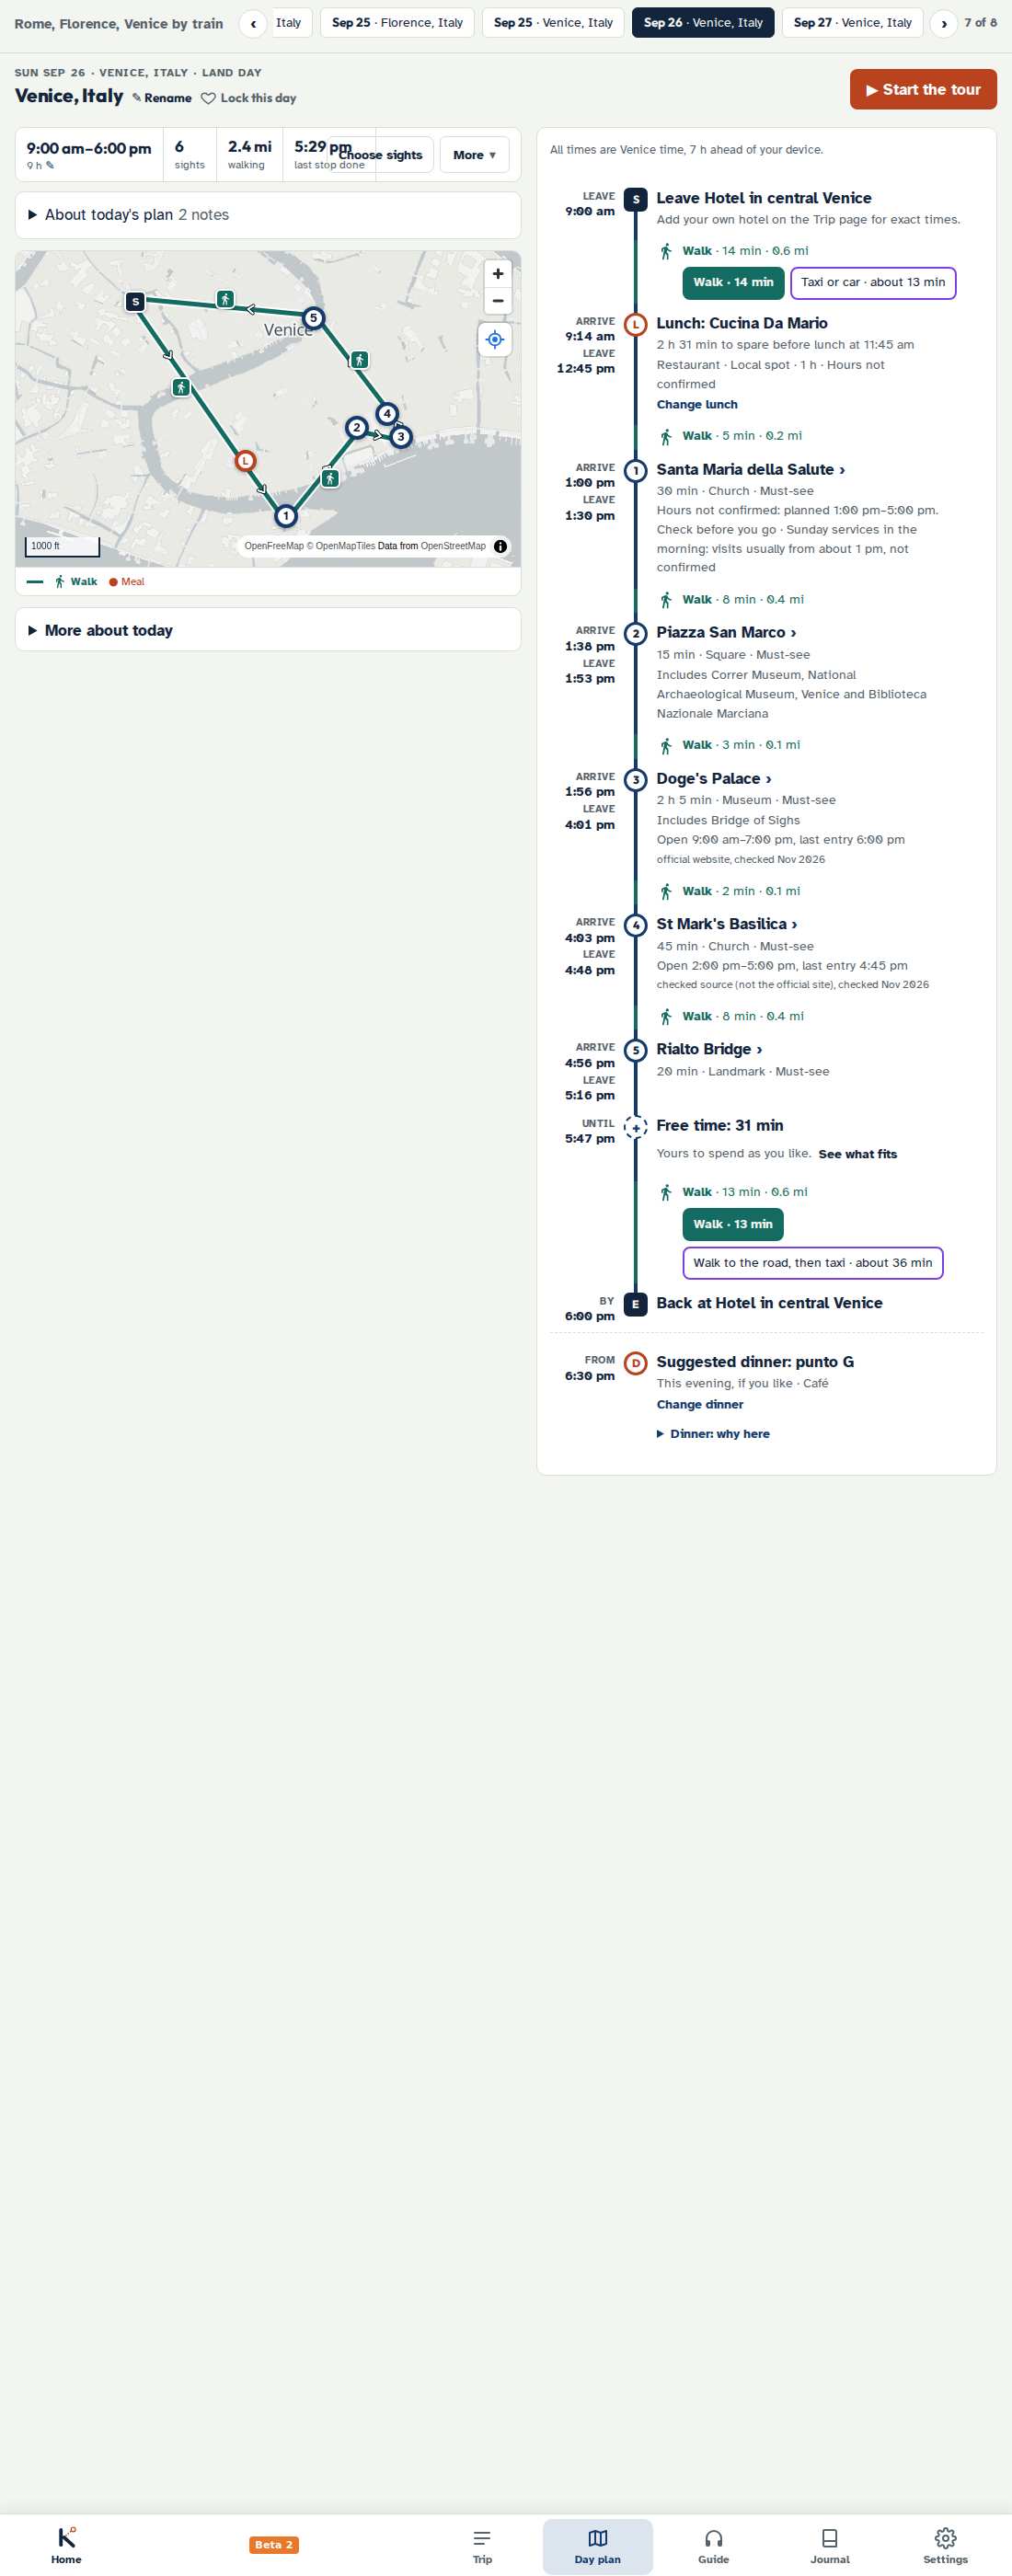 Rome, Florence, Venice by train
‹
Italy
Sep 25 · Florence, Italy
Sep 25 · Venice, Italy
Sep 26 · Venice, Italy
Sep 27 · Venice, Italy
›
7 of 8
SUN SEP 26 · VENICE, ITALY · LAND DAY
Venice, Italy ✎ Rename Lock this day
▶ Start the tour
9:00 am–6:00 pm
9 h ✎
6
sights
2.4 mi
walking
5:29 pm
last stop done
Choose sights
More ▼
▶ About today's plan 2 notes
S
5
Venice
4
2
3
L
1
+
−
1000 ft
OpenFreeMap © OpenMapTiles Data from OpenStreetMap
Walk
Meal
▶ More about today
All times are Venice time, 7 h ahead of your device.
LEAVE
9:00 am
S
Leave Hotel in central Venice
Add your own hotel on the Trip page for exact times.
Walk · 14 min · 0.6 mi
Walk · 14 min
Taxi or car · about 13 min
ARRIVE
9:14 am
LEAVE
12:45 pm
L
Lunch: Cucina Da Mario
2 h 31 min to spare before lunch at 11:45 am
Restaurant · Local spot · 1 h · Hours not
confirmed
Change lunch
Walk · 5 min · 0.2 mi
ARRIVE
1:00 pm
LEAVE
1:30 pm
1
Santa Maria della Salute ›
30 min · Church · Must-see
Hours not confirmed: planned 1:00 pm–5:00 pm.
Check before you go · Sunday services in the
morning: visits usually from about 1 pm, not
confirmed
Walk · 8 min · 0.4 mi
ARRIVE
1:38 pm
LEAVE
1:53 pm
2
Piazza San Marco ›
15 min · Square · Must-see
Includes Correr Museum, National
Archaeological Museum, Venice and Biblioteca
Nazionale Marciana
Walk · 3 min · 0.1 mi
ARRIVE
1:56 pm
LEAVE
4:01 pm
3
Doge's Palace ›
2 h 5 min · Museum · Must-see
Includes Bridge of Sighs
Open 9:00 am–7:00 pm, last entry 6:00 pm
official website, checked Nov 2026
Walk · 2 min · 0.1 mi
ARRIVE
4:03 pm
LEAVE
4:48 pm
4
St Mark's Basilica ›
45 min · Church · Must-see
Open 2:00 pm–5:00 pm, last entry 4:45 pm
checked source (not the official site), checked Nov 2026
Walk · 8 min · 0.4 mi
ARRIVE
4:56 pm
LEAVE
5:16 pm
5
Rialto Bridge ›
20 min · Landmark · Must-see
UNTIL
5:47 pm
+
Free time: 31 min
Yours to spend as you like. See what fits
Walk · 13 min · 0.6 mi
Walk · 13 min
Walk to the road, then taxi · about 36 min
BY
6:00 pm
E
Back at Hotel in central Venice
FROM
6:30 pm
D
Suggested dinner: punto G
This evening, if you like · Café
Change dinner
▶ Dinner: why here
Home
Beta 2
Trip
Day plan
Guide
Journal
Settings